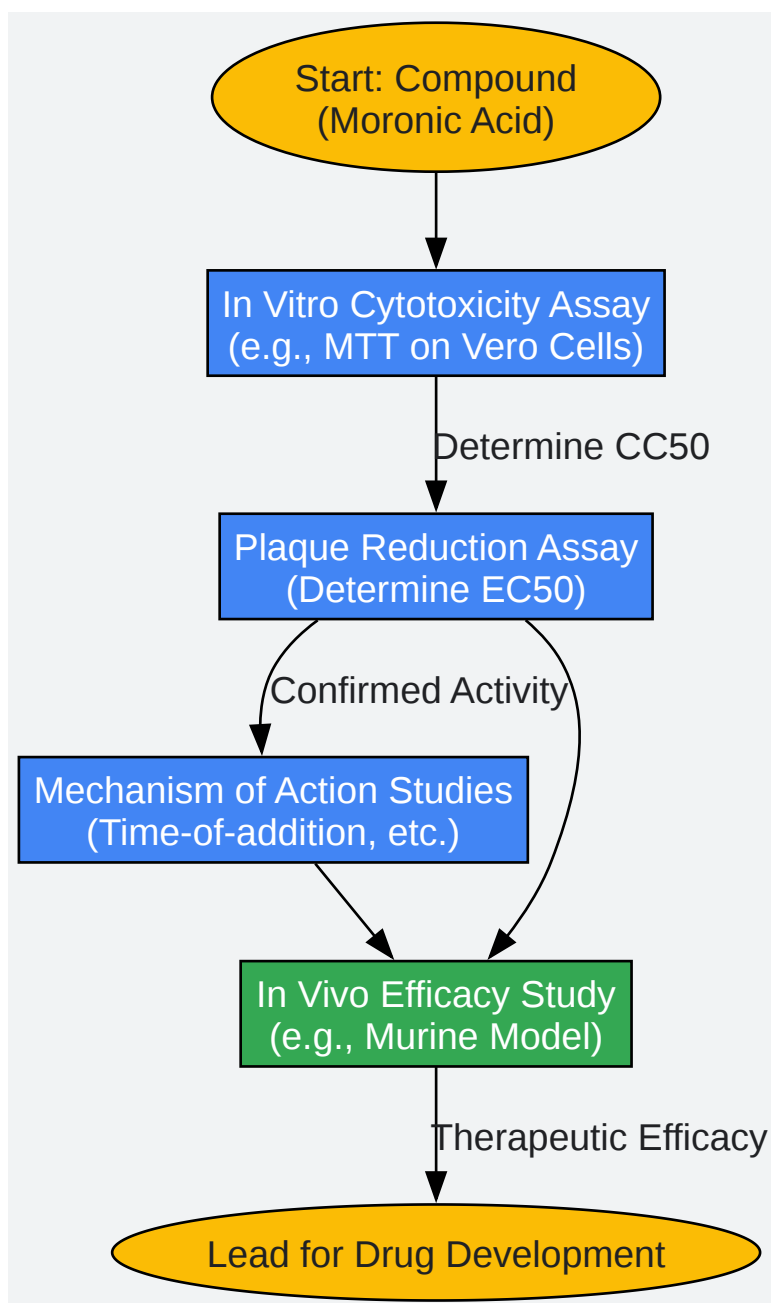 Start: Compound
(Moronic Acid)
In Vitro Cytotoxicity Assay
(e.g., MTT on Vero Cells)
Determine CC50
Plaque Reduction Assay
(Determine EC50)
Confirmed Activity
Mechanism of Action Studies
(Time-of-addition, etc.)
In Vivo Efficacy Study
(e.g., Murine Model)
Therapeutic Efficacy
Lead for Drug Development